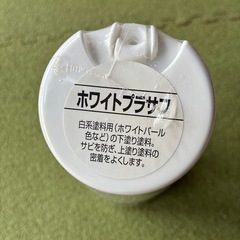 ホワイトプラサフ
白系塗料用(ホワイトパール
色など)の下塗り塗料。
サビを防ぎ、上塗り塗料の
密着をよくします。